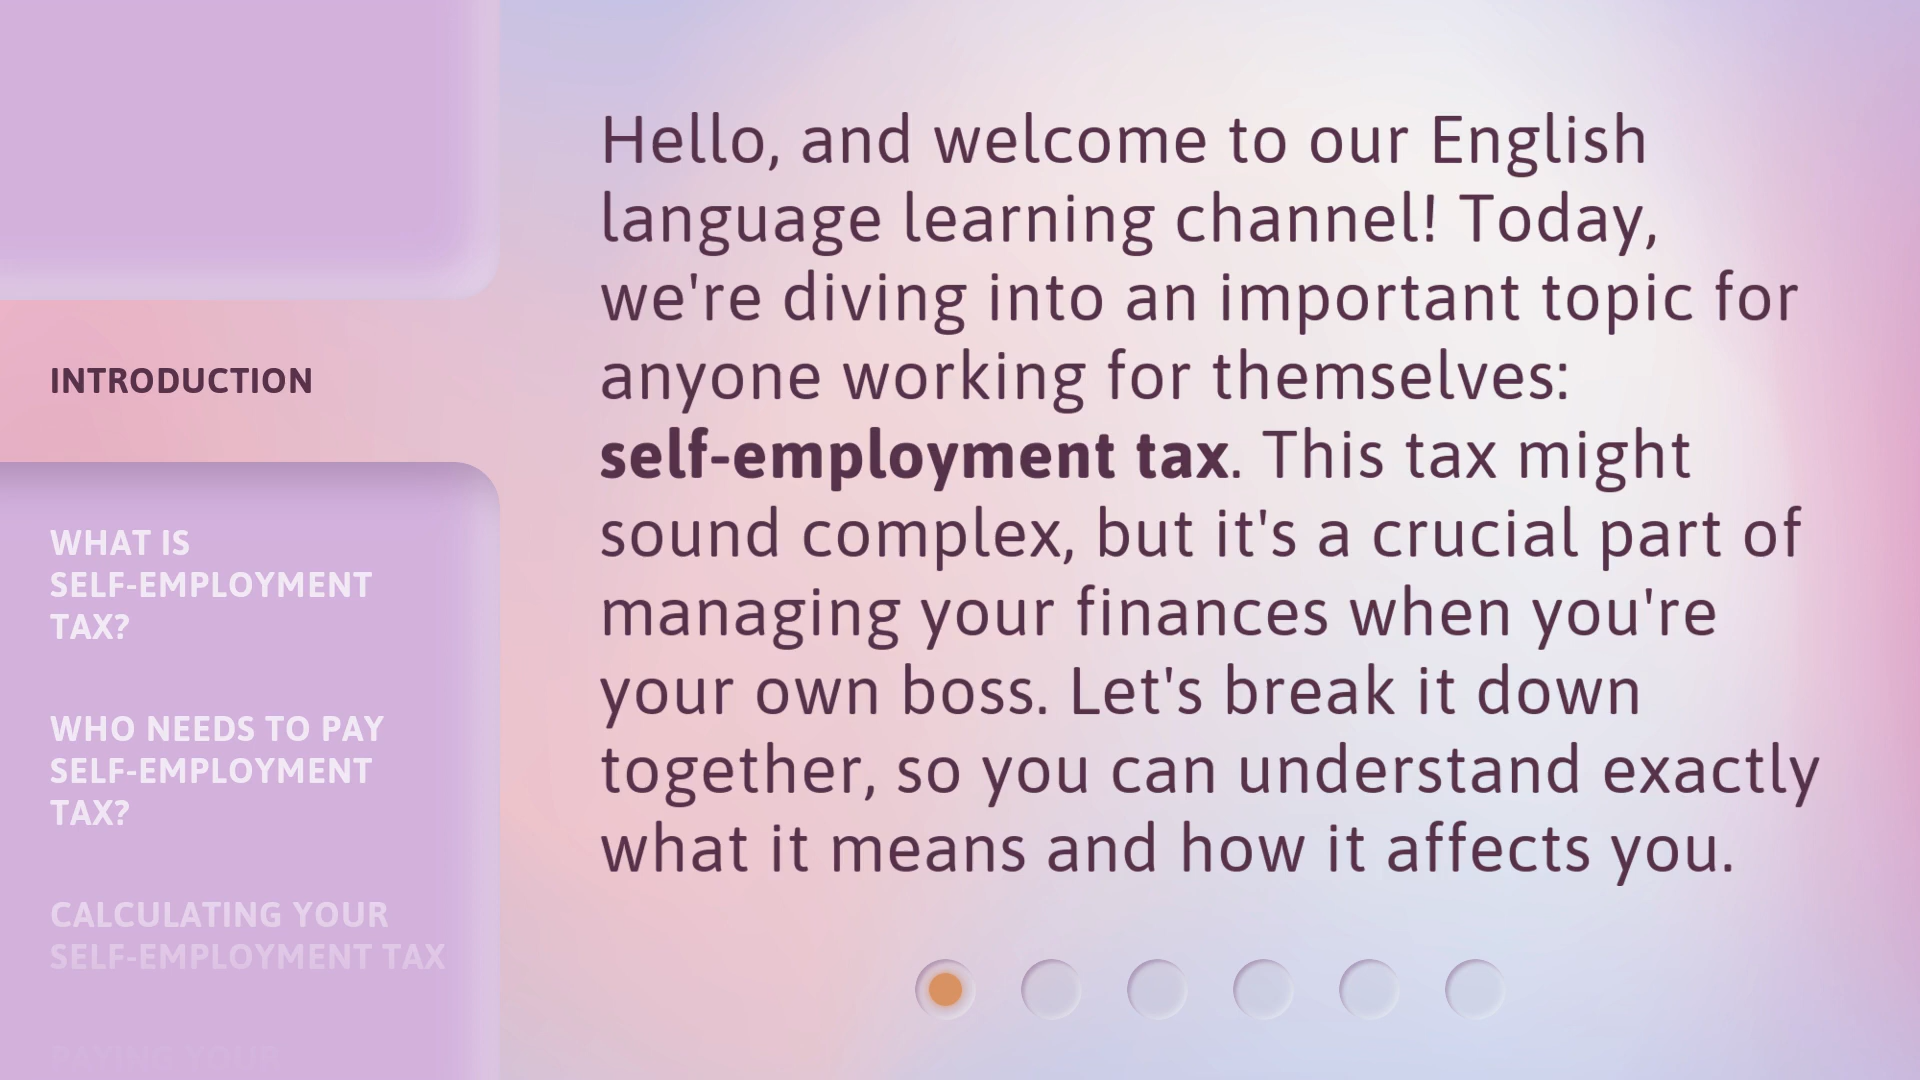 INTRODUCTION
WHAT IS
SELF-EMPLOYMENT
TAX?
WHO NEEDS TO PAY
SELF-EMPLOYMENT
TAX?
CALCULATING YOUR
SELF-EMPLOYMENT TAX
PAYING YOUR
Hello, and welcome to our English
language learning channel! Today,
we're diving into an important topic for
anyone working for themselves:
self-employment tax. This tax might
sound complex, but it's a crucial part of
managing your finances when you're
your own boss. Let's break it down
together, so you can understand exactly
what it means and how it affects you.